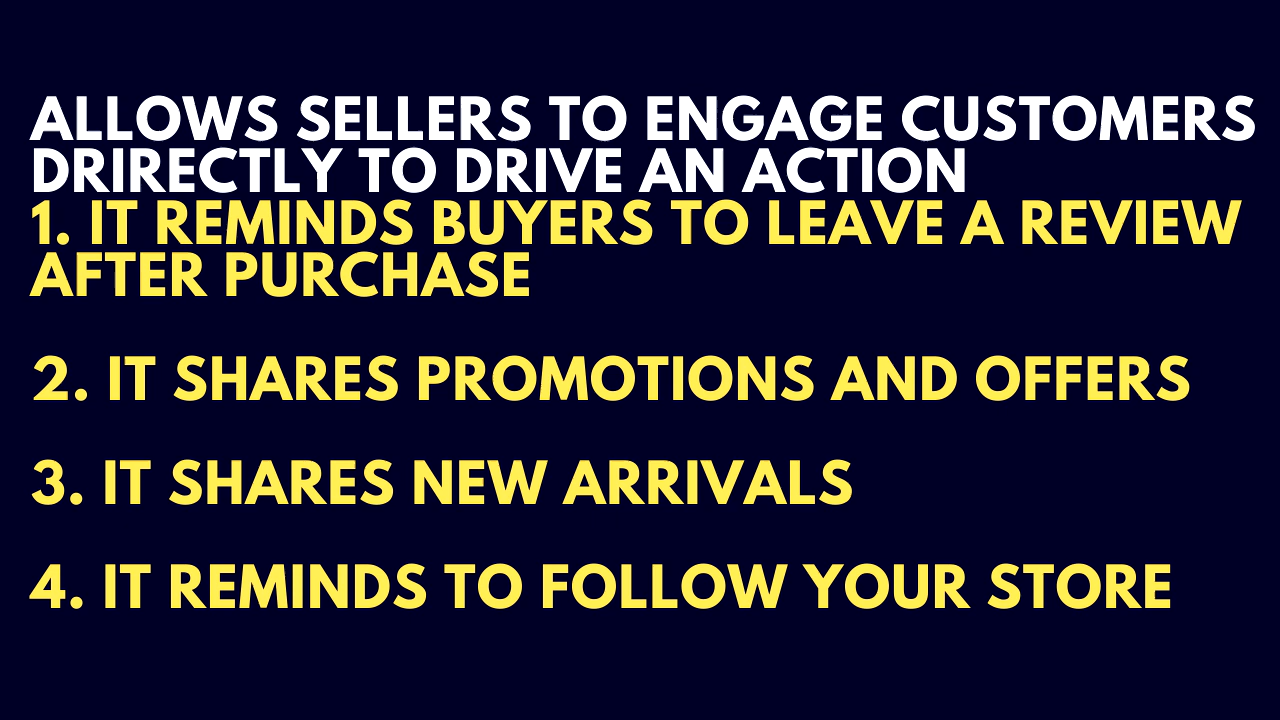 ALLOWS SELLERS TO ENGAGE CUSTOMERS
DRIRECTLY TO DRIVE AN ACTION
1. IT REMINDS BUYERS TO LEAVE A REVIEW
AFTER PURCHASE
2. IT SHARES PROMOTIONS AND OFFERS
3. IT SHARES NEW ARRIVALS
4. IT REMINDS TO FOLLOW YOUR STORE